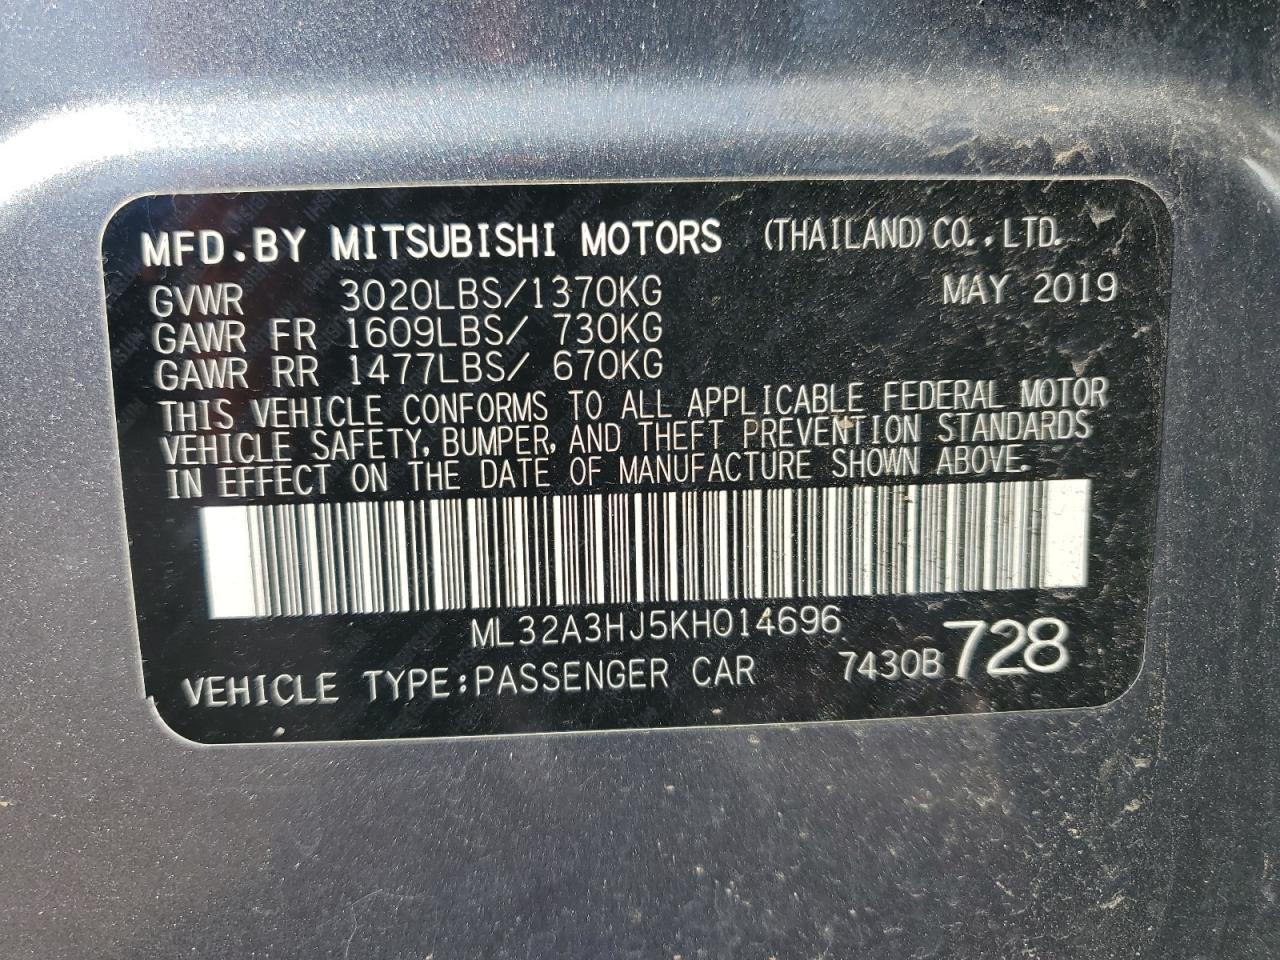 MFD.BY MITSUBISHI MOTORS (THAILAND) CO.,LTD.
GVWR 3020LBS/1370KG MAY 2019
GAWR FR 1609LBS/ 730KG
GAWR RR 1477LBS/ 670KG
THIS VEHICLE CONFORMS TO ALL APPLICABLE FEDERAL MOTOR
VEHICLE SAFETY, BUMPER, AND THEFT PREVENTION STANDARDS
IN EFFECT ON THE DATE OF MANUFACTURE SHOWN ABOVE.
ML32A3HJ5KH014696
VEHICLE TYPE:PASSENGER CAR 7430B728